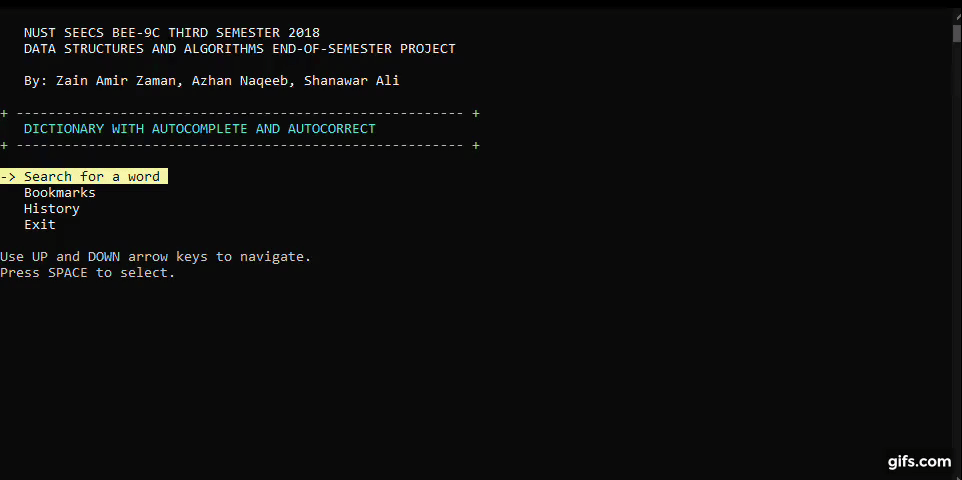 NUST SEECS BEE-9C THIRD SEMESTER 2018
DATA STRUCTURES AND ALGORITHMS END-OF-SEMESTER PROJECT
By: Zain Amir Zaman, Azhan Naqeeb, Shanawar Ali
+ -------------------------------------------------------- +
DICTIONARY WITH AUTOCOMPLETE AND AUTOCORRECT
+ -------------------------------------------------------- +
-> Search for a word
Bookmarks
History
Exit
Use UP and DOWN arrow keys to navigate.
Press SPACE to select.
gifs.com